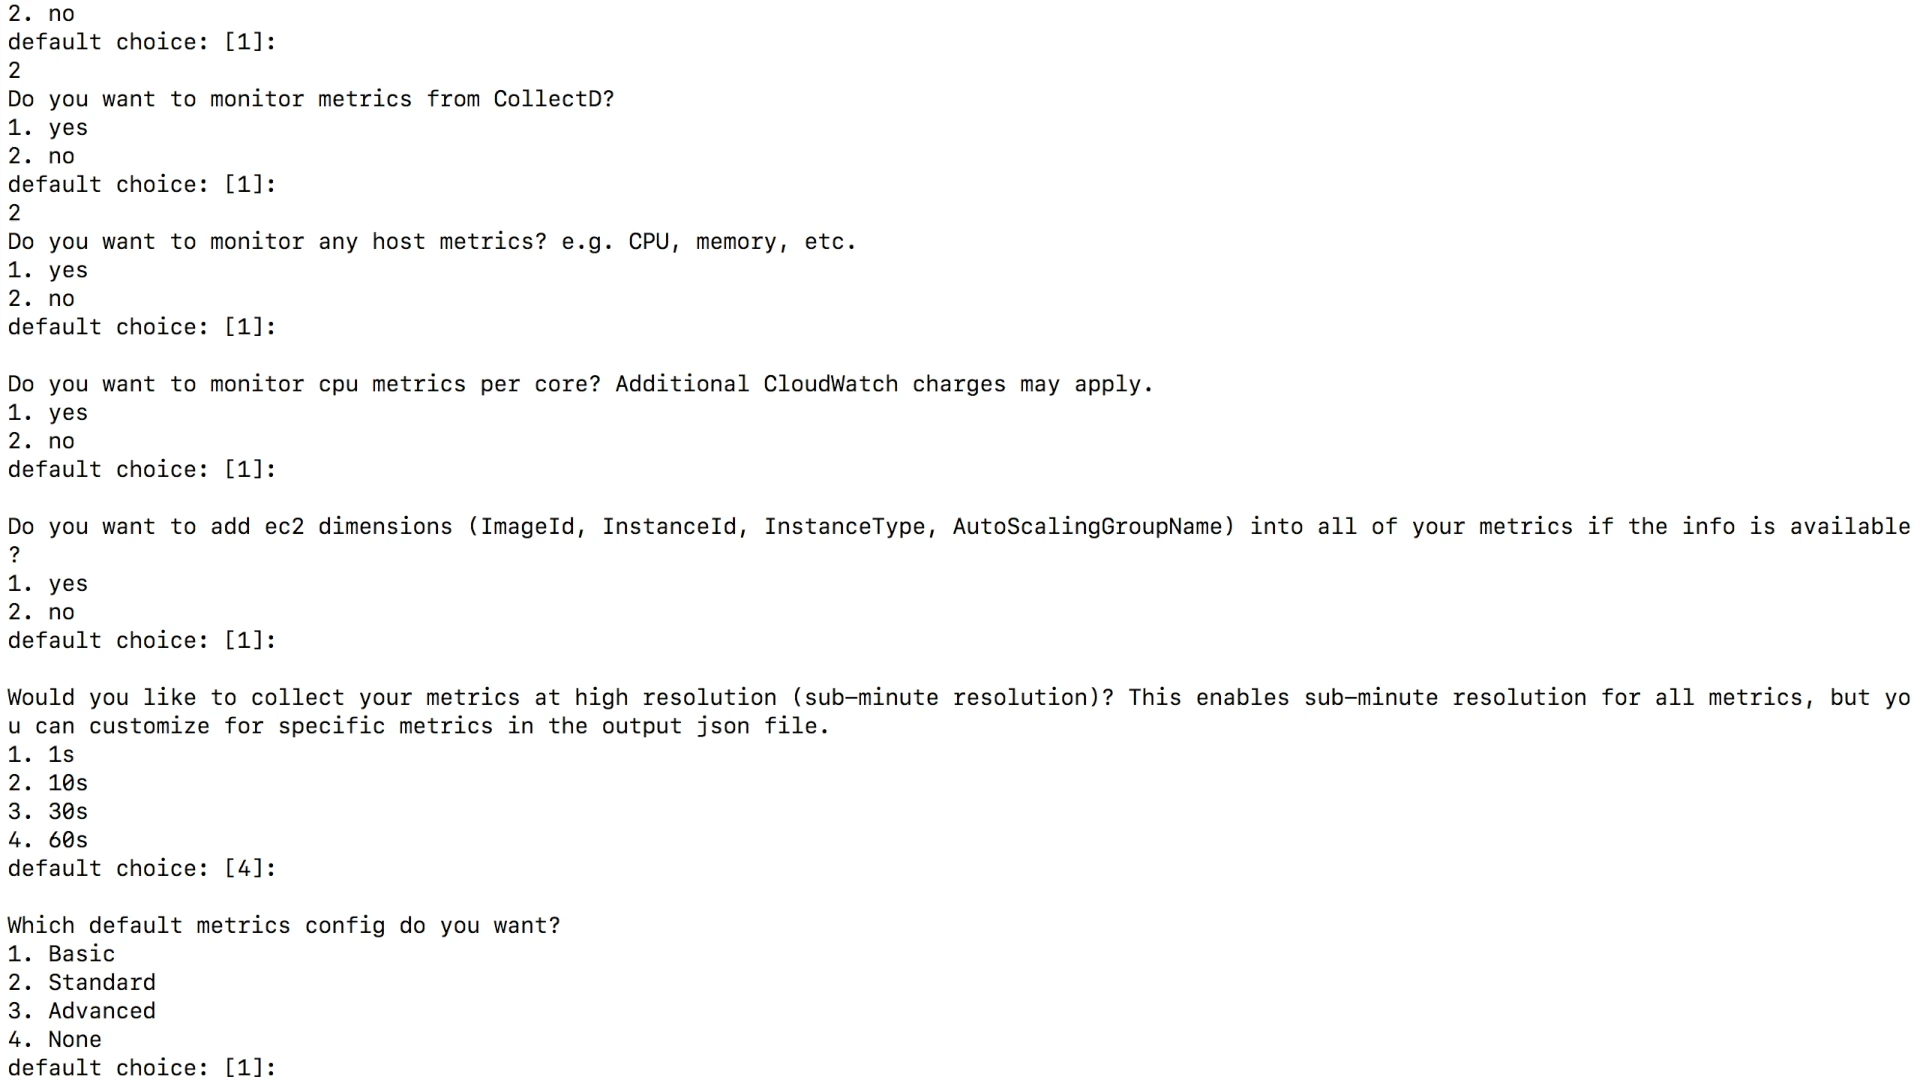 2. no
default choice: [1]:
2
Do you want to monitor metrics from CollectD?
1. yes
2. no
default choice: [1]:
2
Do you want to monitor any host metrics? e.g. CPU, memory, etc.
1. yes
2. no
default choice: [1]:

Do you want to monitor cpu metrics per core? Additional CloudWatch charges may apply.
1. yes
2. no
default choice: [1]:

Do you want to add ec2 dimensions (ImageId, InstanceId, InstanceType, AutoScalingGroupName) into all of your metrics if the info is available
?
1. yes
2. no
default choice: [1]:

Would you like to collect your metrics at high resolution (sub-minute resolution)? This enables sub-minute resolution for all metrics, but yo
u can customize for specific metrics in the output json file.
1. 1s
2. 10s
3. 30s
4. 60s
default choice: [4]:

Which default metrics config do you want?
1. Basic
2. Standard
3. Advanced
4. None
default choice: [1]: